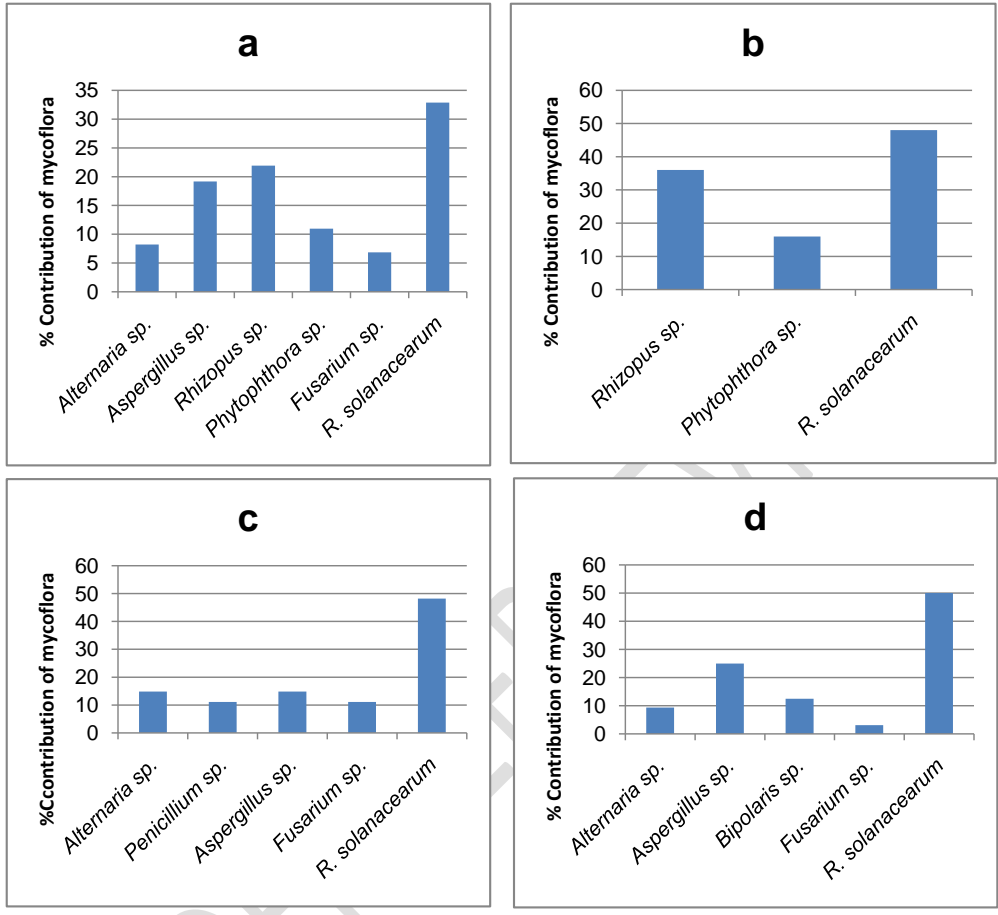 a
% Contribution of mycoflora
35
30
25
20
15
10
5
0
Alternaria sp.
Aspergillus sp.
Rhizopus sp.
Phytophthora sp.
Fusarium sp.
R. solanacearum
b
% Contribution of mycoflora
60
50
40
30
20
10
0
Rhizopus sp.
Phytophthora sp.
R. solanacearum
c
%Ccontribution of mycoflora
60
50
40
30
20
10
0
Alternaria sp.
Penicillium sp.
Aspergillus sp.
Fusarium sp.
R. solanacearum
d
% Contribution of mycoflora
60
50
40
30
20
10
0
Alternaria sp.
Aspergillus sp.
Bipolaris sp.
Fusarium sp.
R. solanacearum